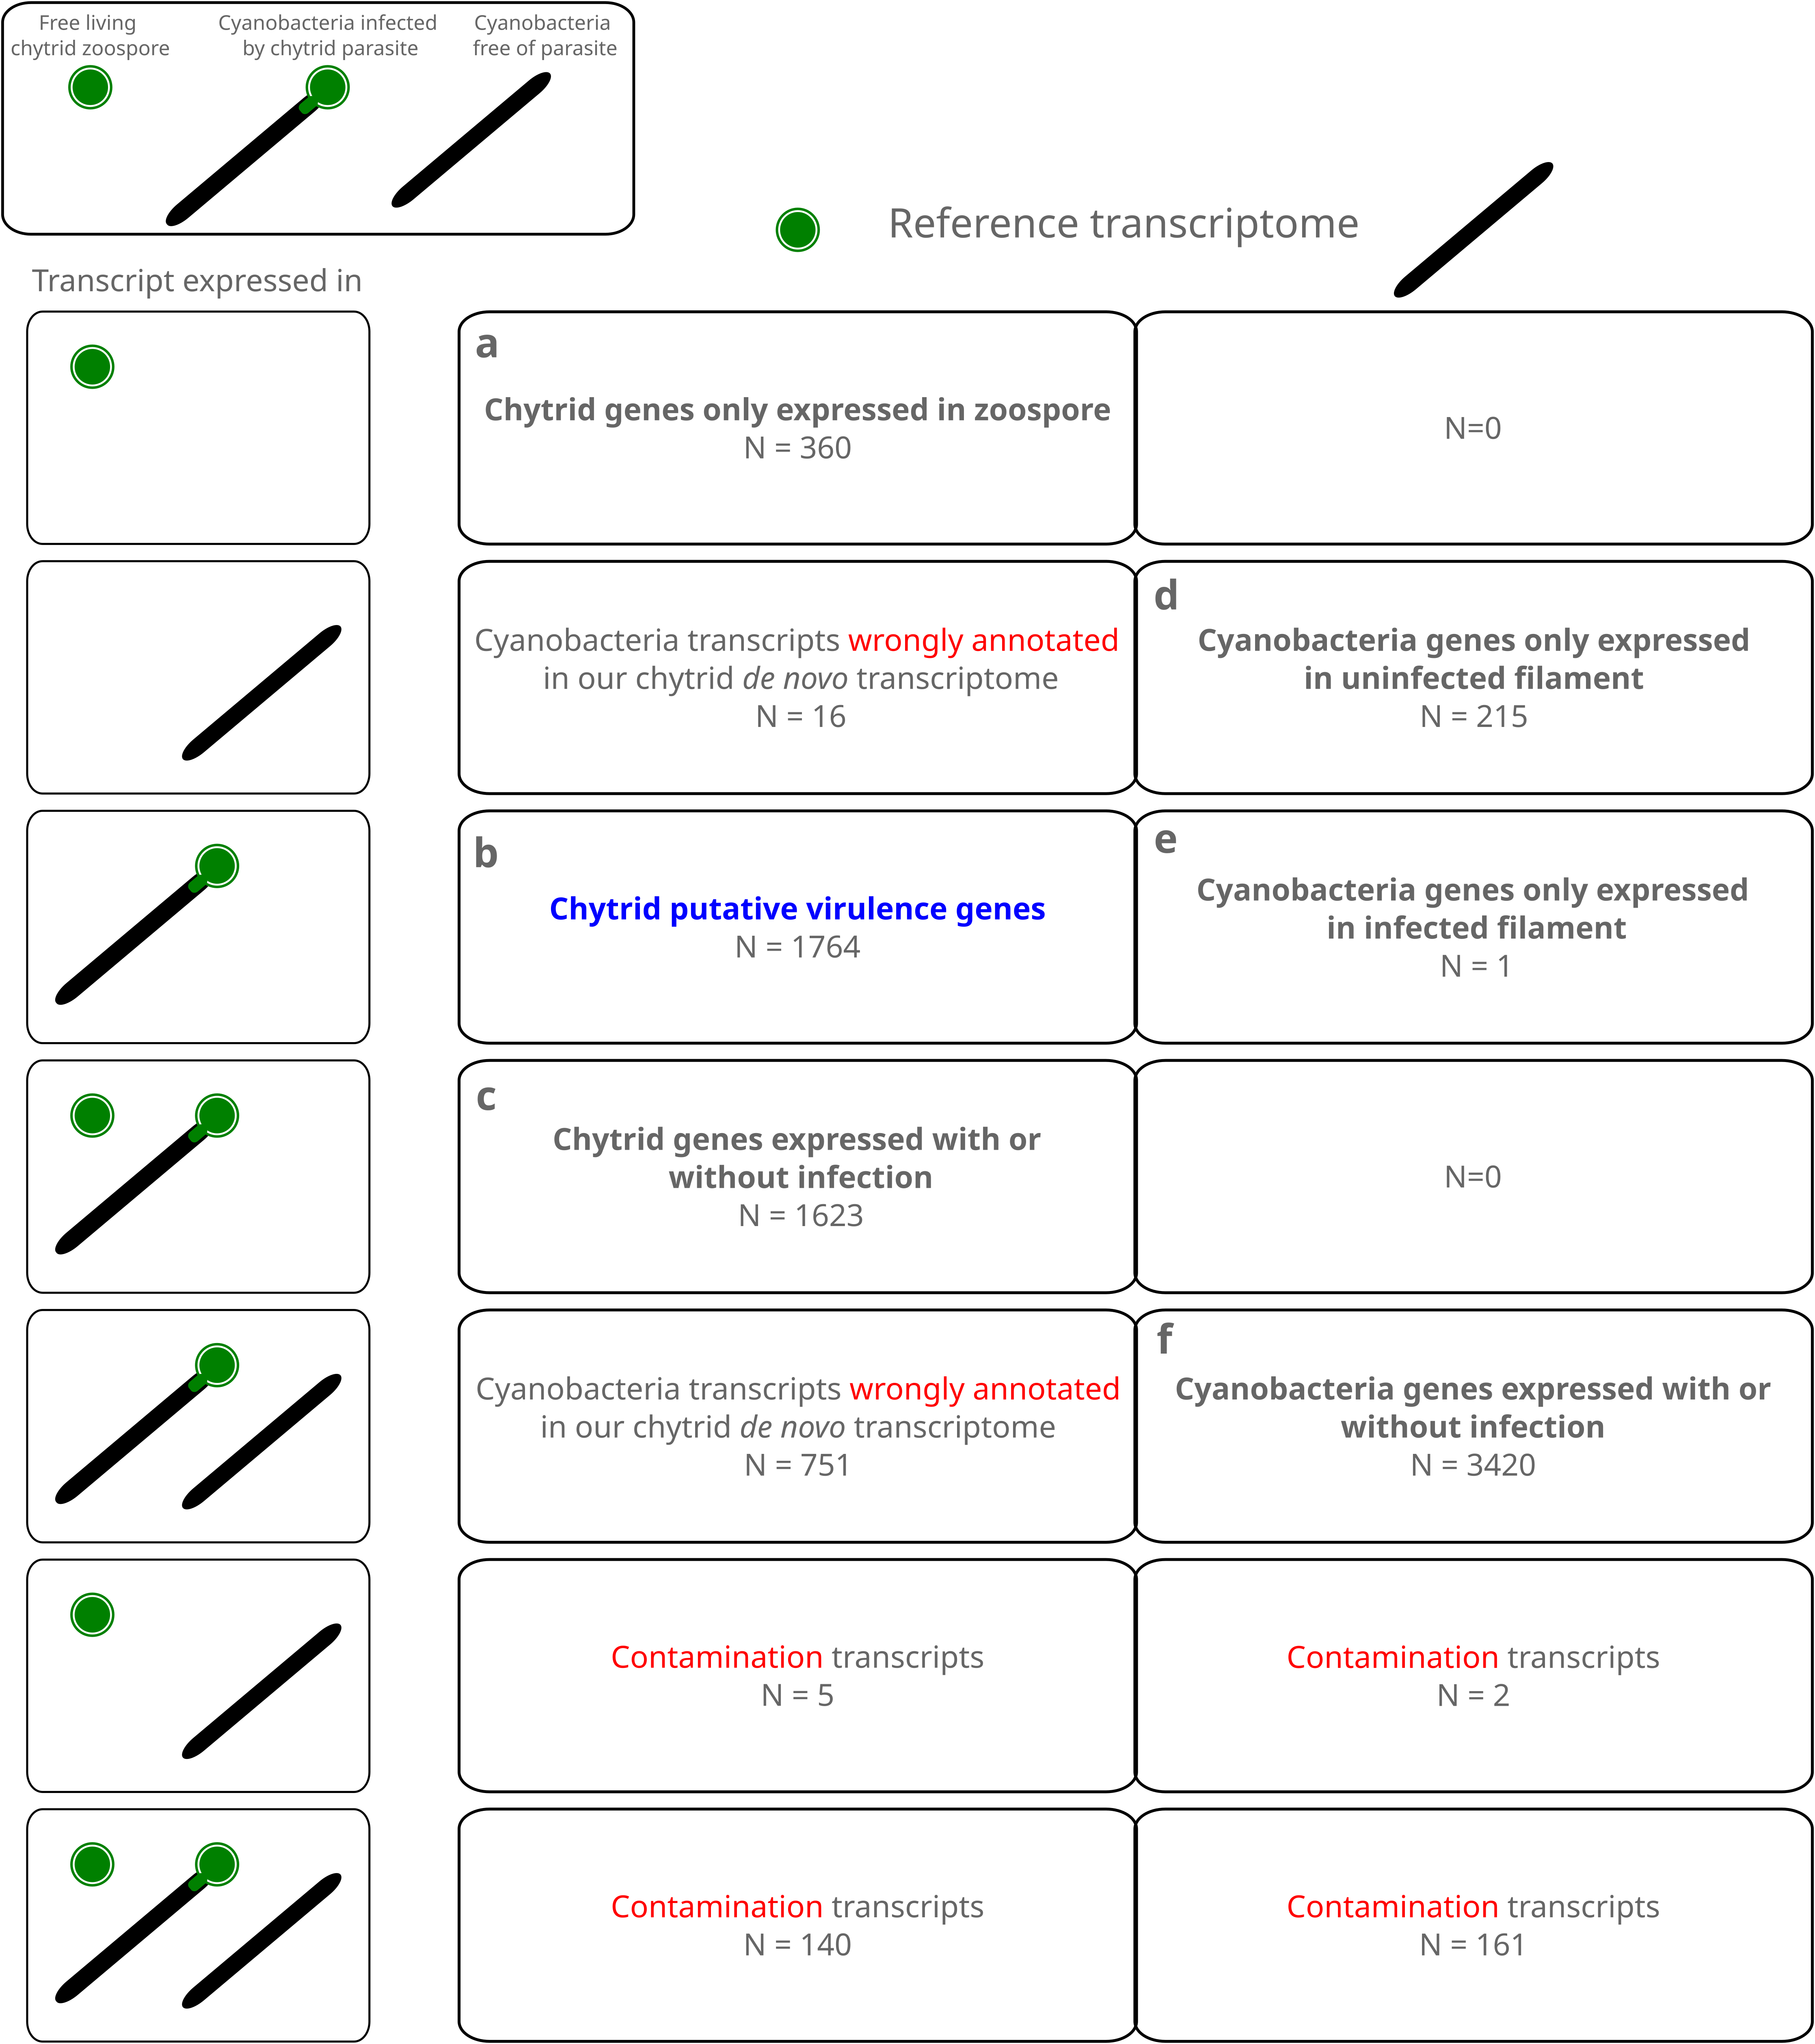 Free living
chytrid zoospore
Cyanobacteria infected
by chytrid parasite
Cyanobacteria
free of parasite
Reference transcriptome
Transcript expressed in
a
Chytrid genes only expressed in zoospore
N = 360
N=0
Cyanobacteria transcripts wrongly annotated
in our chytrid de novo transcriptome
N = 16
d
Cyanobacteria genes only expressed
in uninfected filament
N = 215
b
Chytrid putative virulence genes
N = 1764
e
Cyanobacteria genes only expressed
in infected filament
N = 1
c
Chytrid genes expressed with or
without infection
N = 1623
N=0
Cyanobacteria transcripts wrongly annotated
in our chytrid de novo transcriptome
N = 751
f
Cyanobacteria genes expressed with or
without infection
N = 3420
Contamination transcripts
N = 5
Contamination transcripts
N = 2
Contamination transcripts
N = 140
Contamination transcripts
N = 161